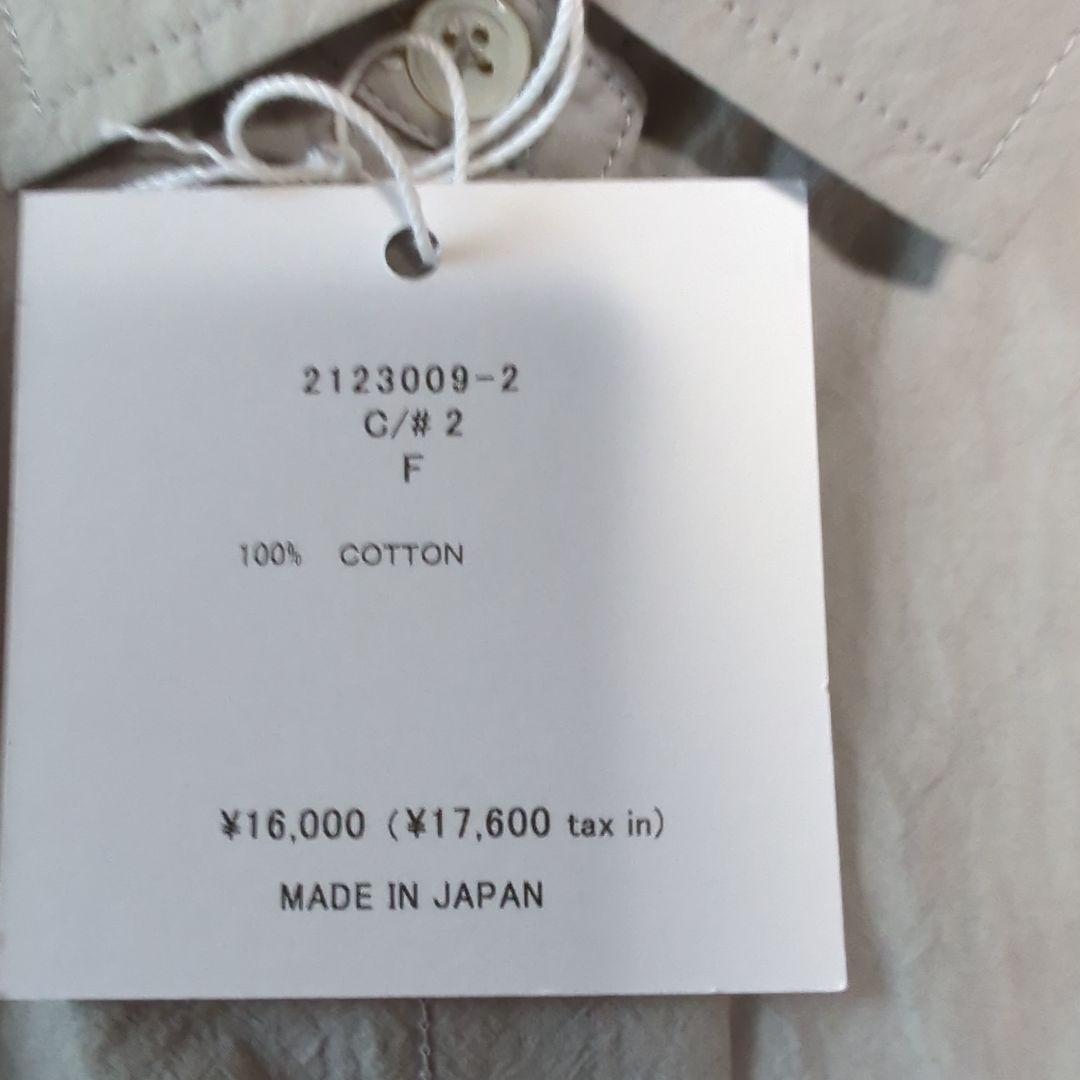 2123009-2
C/# 2
F
100% COTTON
¥16,000 (¥17,600 tax in)
MADE IN JAPAN